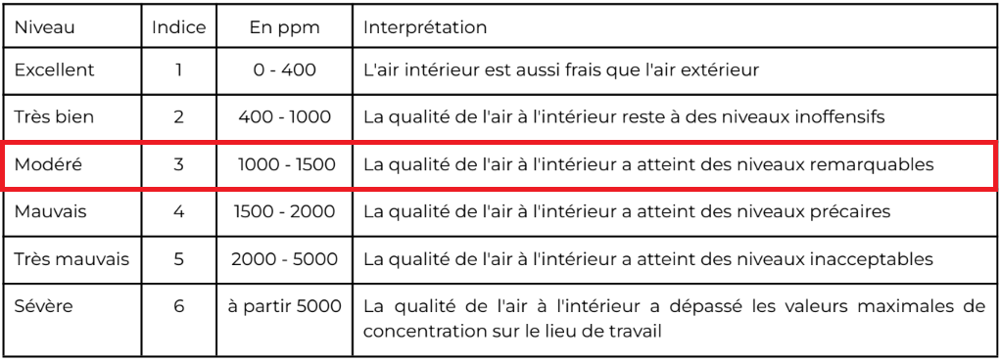 Niveau Indice En ppm Interprétation
Excellent 1 0 - 400 L'air intérieur est aussi frais que l'air extérieur
Très bien 2 400 - 1000 La qualité de l'air à l'intérieur reste à des niveaux inoffensifs
Modéré 3 1000 - 1500 La qualité de l'air à l'intérieur a atteint des niveaux remarquables
Mauvais 4 1500 - 2000 La qualité de l'air à l'intérieur a atteint des niveaux précaires
Très mauvais 5 2000 - 5000 La qualité de l'air à l'intérieur a atteint des niveaux inacceptables
Sévère 6 à partir 5000 La qualité de l'air à l'intérieur a dépassé les valeurs maximales de
concentration sur le lieu de travail